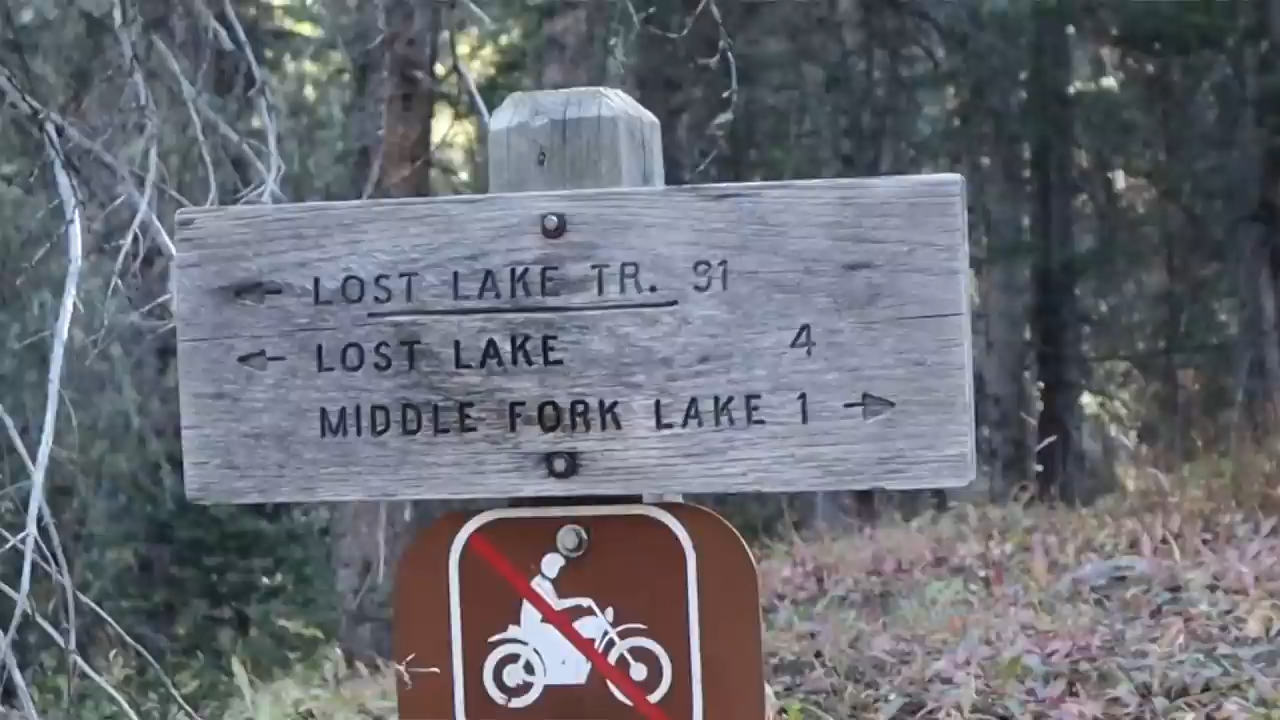 ← LOST LAKE TR. 91
← LOST LAKE 4
MIDDLE FORK LAKE 1 →